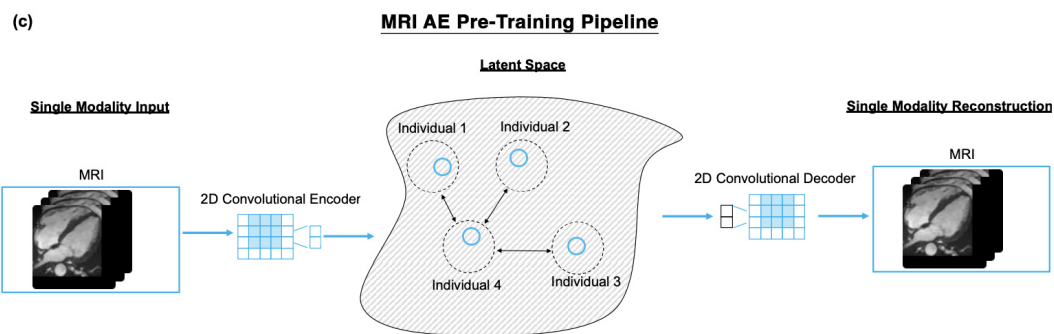 (c)
MRI AE Pre-Training Pipeline
Latent Space
Single Modality Input
Single Modality Reconstruction
Individual 1
Individual 2
MRI
MRI
2D Convolutional Encoder
2D Convolutional Decoder
Individual 4
Individual 3